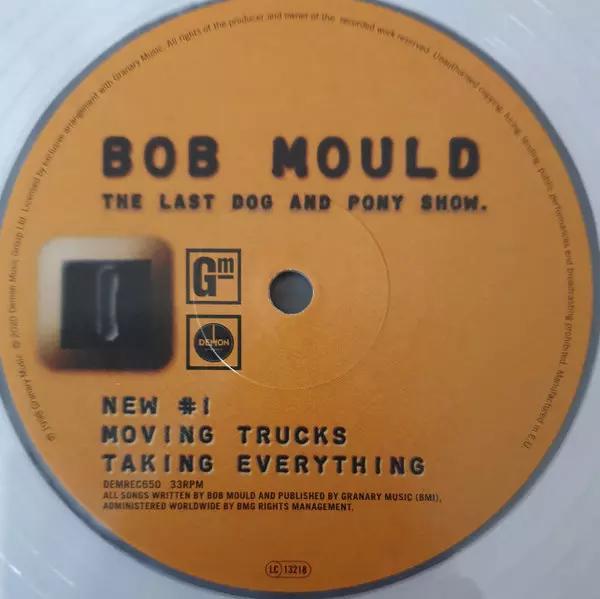 ℗ 1998 Granary Music. © 2020 Demon Music Group Ltd. Licensed by exclusive arrangement with Granary Music. All rights of the producer and owner of the recorded work reserved. Unauthorised copying, hiring, lending, public performances and broadcasting prohibited. Manufactured in E.U.
BOB MOULD
THE LAST DOG AND PONY SHOW.
Gm
DEMON
NEW #1
MOVING TRUCKS
TAKING EVERYTHING
DEMREC650 33RPM
ALL SONGS WRITTEN BY BOB MOULD AND PUBLISHED BY GRANARY MUSIC (BMI),
ADMINISTERED WORLDWIDE BY BMG RIGHTS MANAGEMENT.
LC 13218